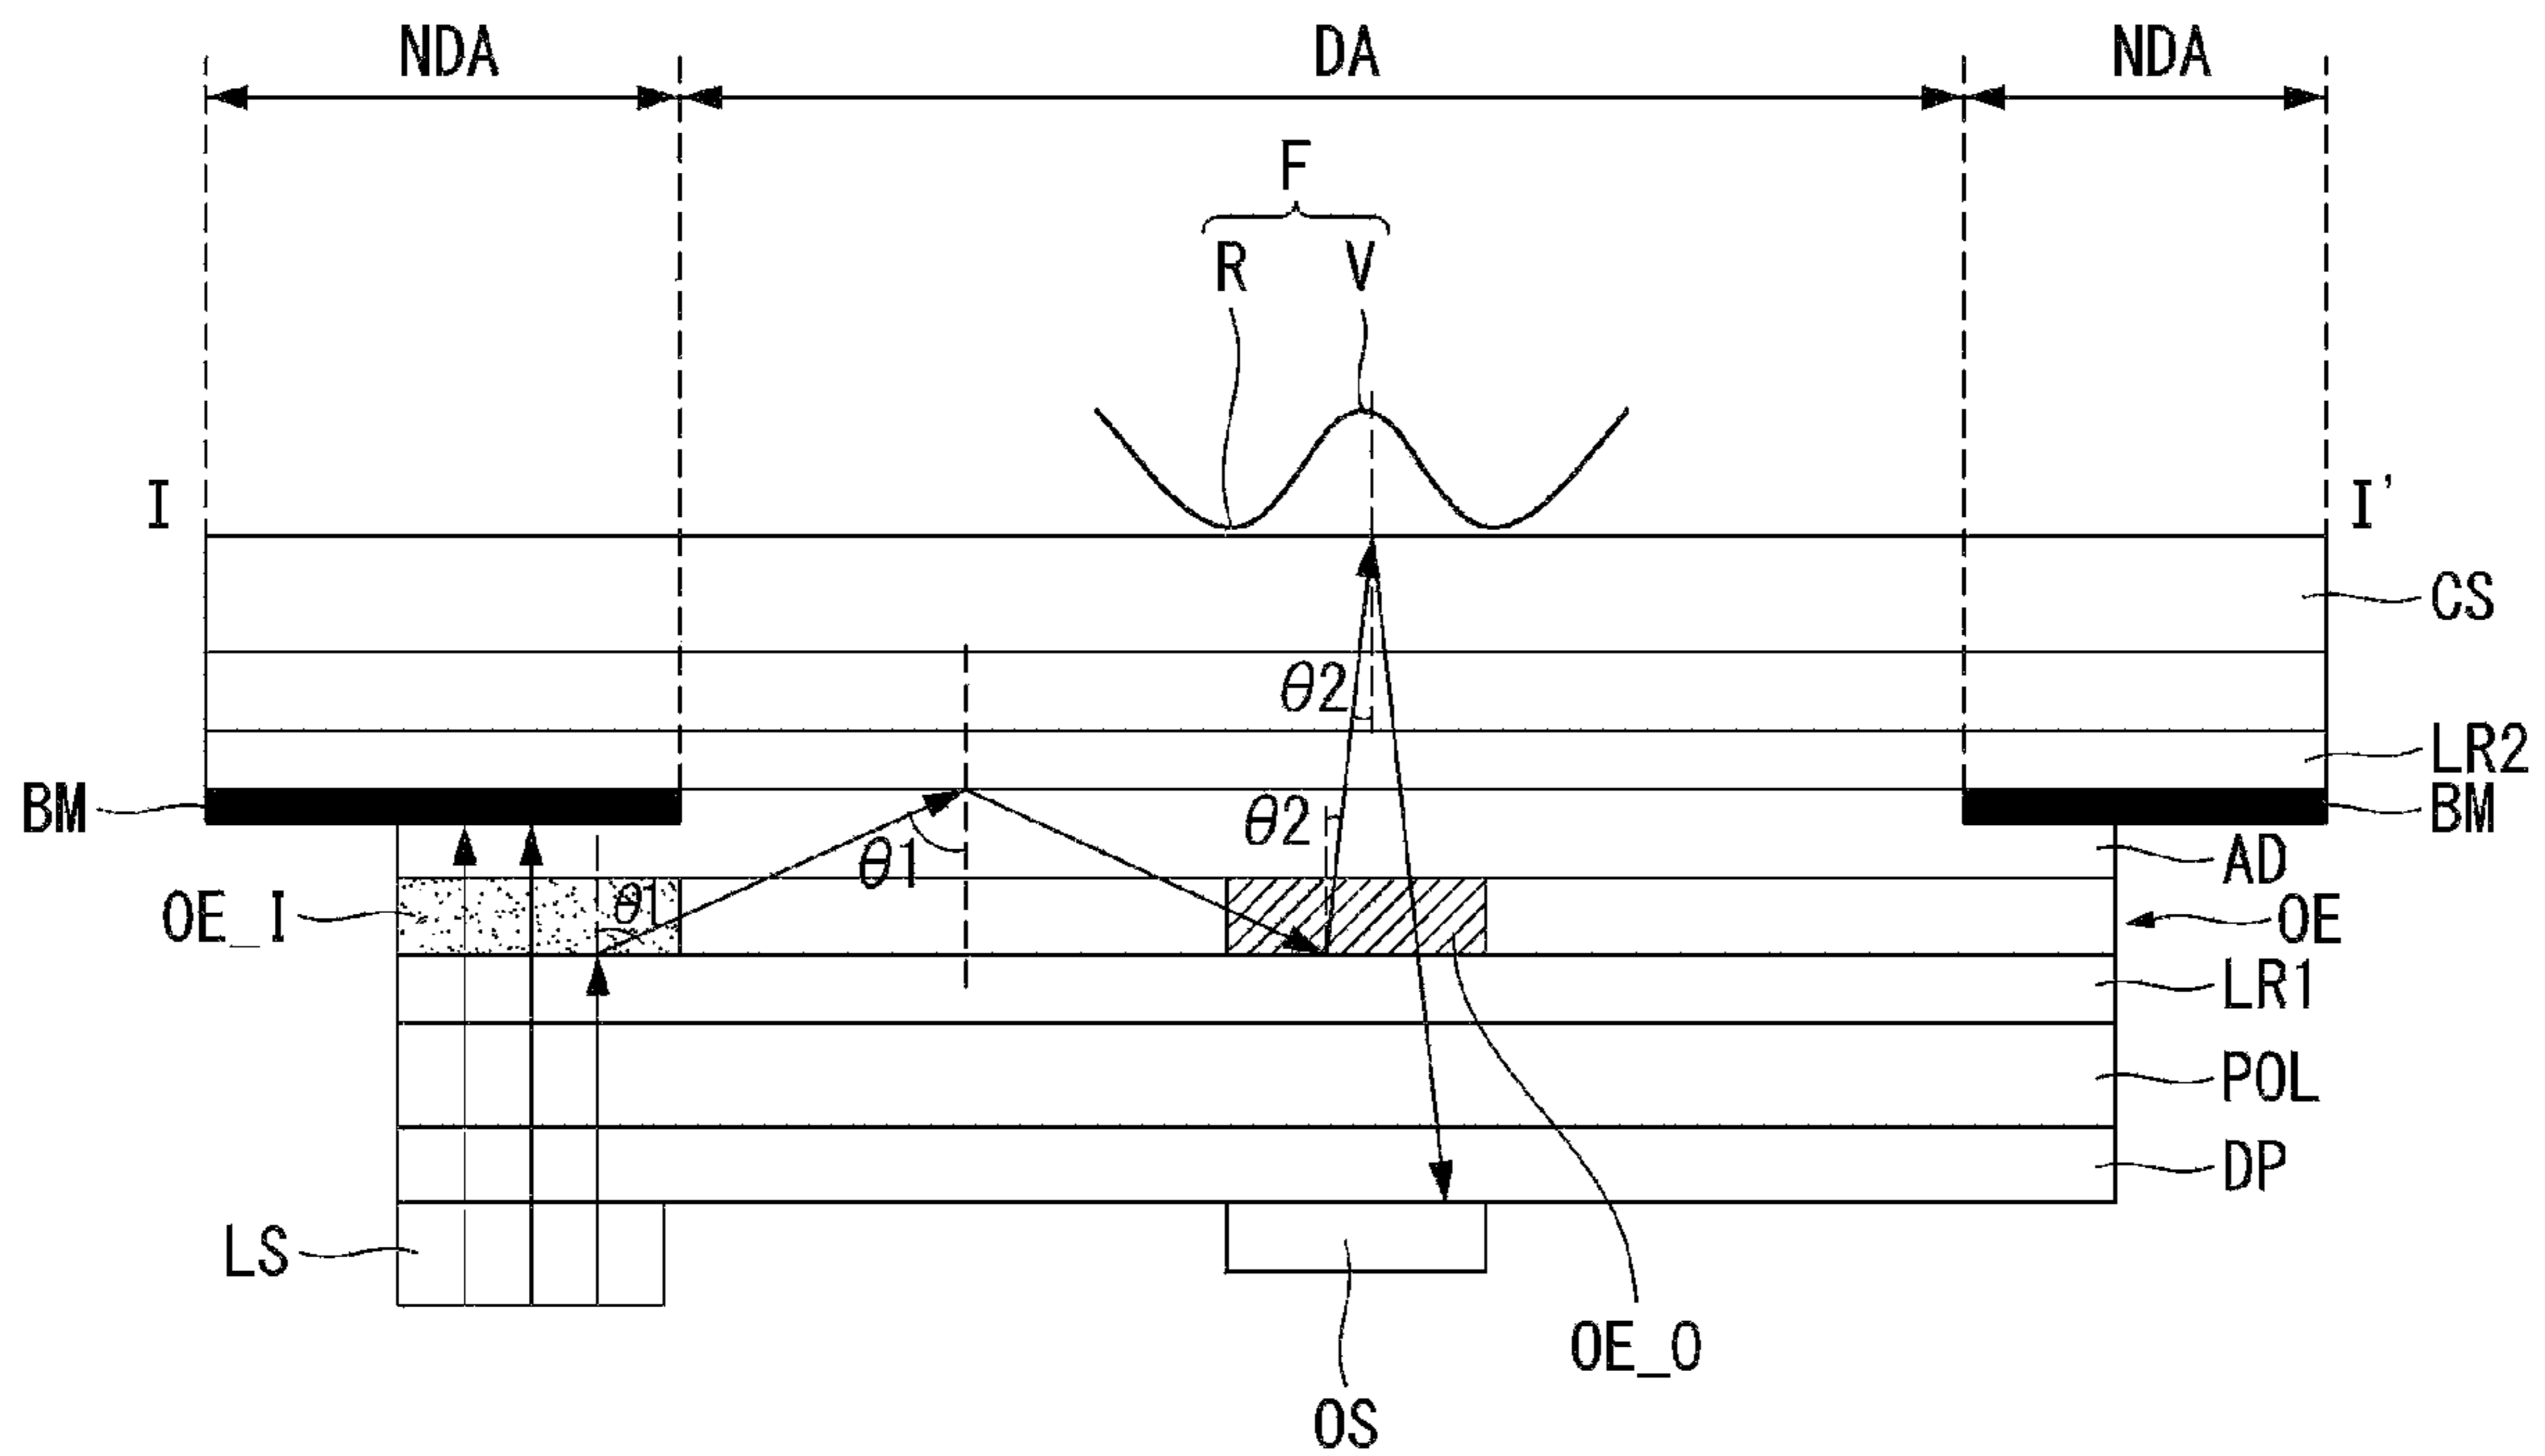 NDA DA NDA
F
R V
I I'
CS
θ2
LR2
BM θ2 BM
θ1 AD
OE_I θ1 OE
LR1
POL
DP
LS
OE_O
OS